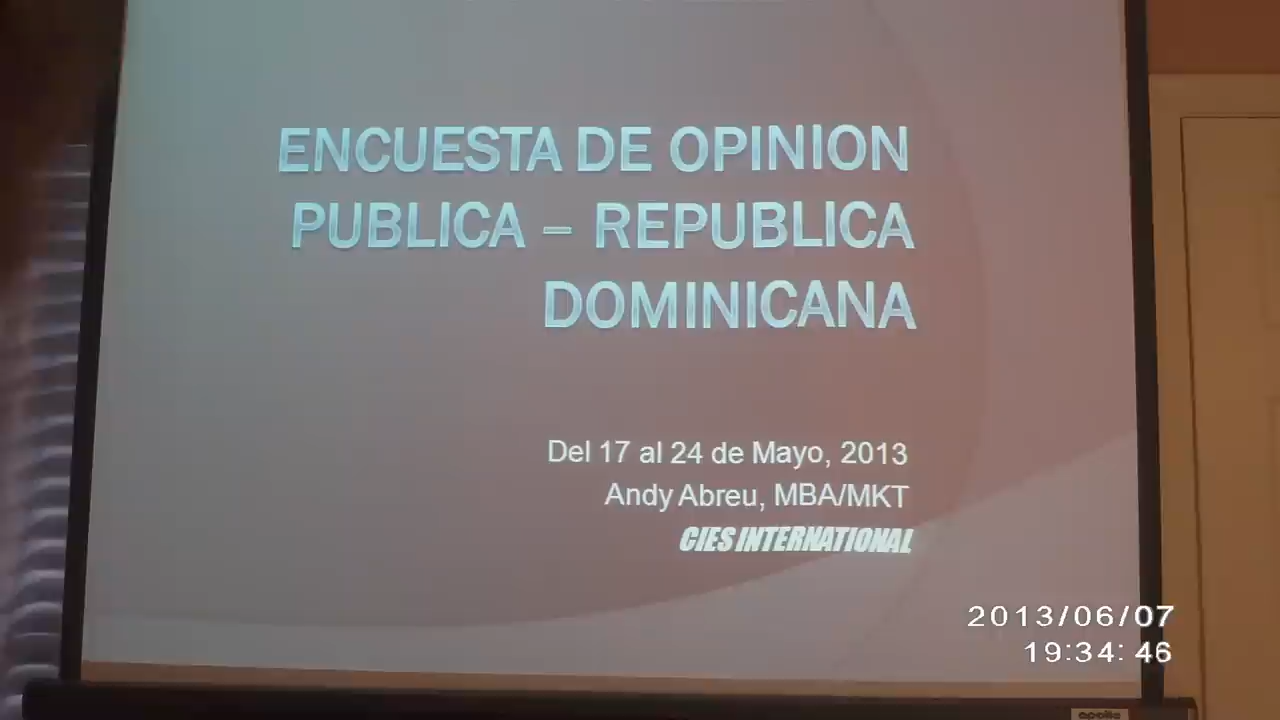 ENCUESTA DE OPINION
PUBLICA – REPUBLICA
DOMINICANA
Del 17 al 24 de Mayo, 2013
Andy Abreu, MBA/MKT
CIES INTERNATIONAL
2013/06/07
19:34:46
apollo